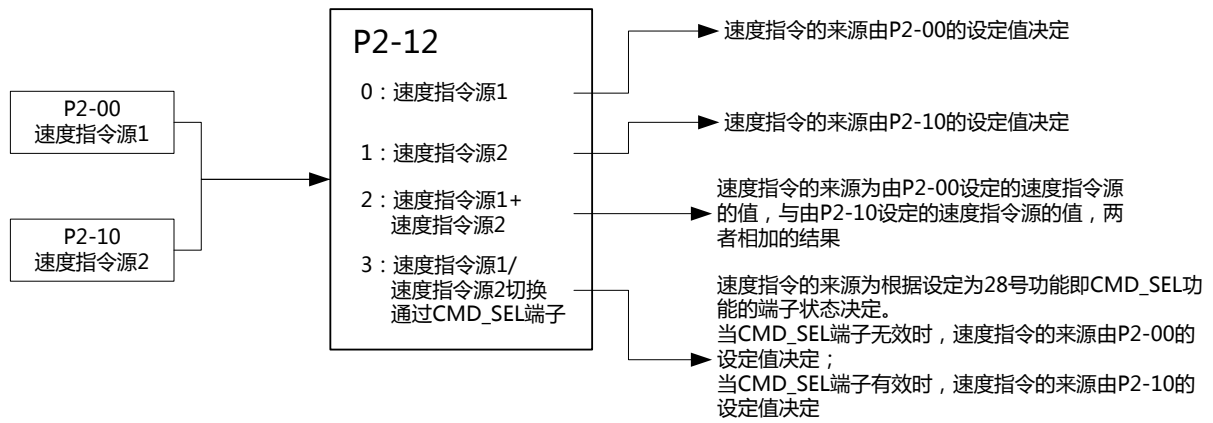 P2-00
速度指令源1
P2-10
速度指令源2
P2-12
0：速度指令源1
1：速度指令源2
2：速度指令源1+
速度指令源2
3：速度指令源1/
速度指令源2切换
通过CMD_SEL端子
速度指令的来源由P2-00的设定值决定
速度指令的来源由P2-10的设定值决定
速度指令的来源为由P2-00设定的速度指令源
的值，与由P2-10设定的速度指令源的值，两
者相加的结果
速度指令的来源为根据设定为28号功能即CMD_SEL功
能的端子状态决定。
当CMD_SEL端子无效时，速度指令的来源由P2-00的
设定值决定；
当CMD_SEL端子有效时，速度指令的来源由P2-10的
设定值决定